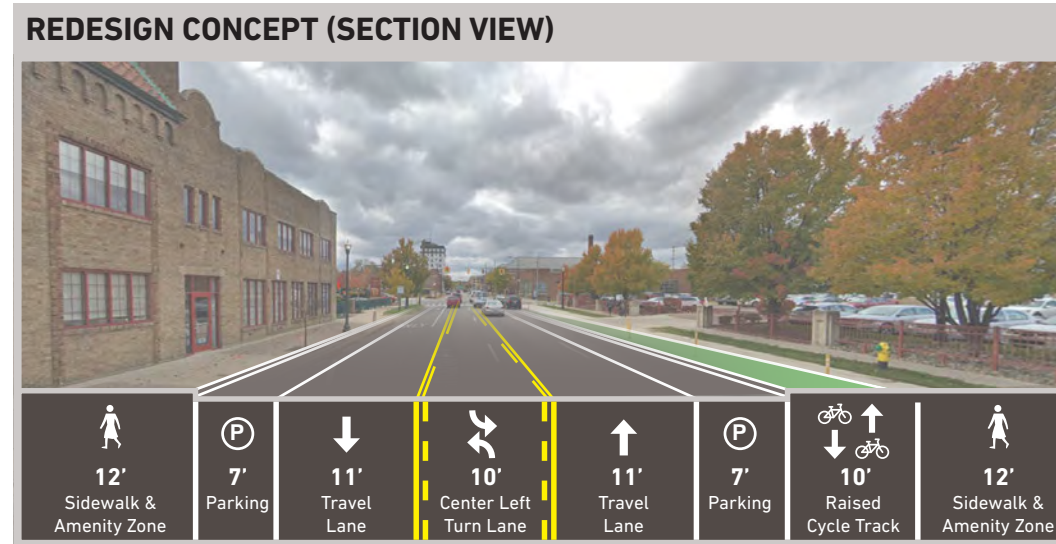 REDESIGN CONCEPT (SECTION VIEW)
12’
Sidewalk &
Amenity Zone
P
7’
Parking
11’
Travel
Lane
10’
Center Left
Turn Lane
11’
Travel
Lane
P
7’
Parking
10’
Raised
Cycle Track
12’
Sidewalk &
Amenity Zone